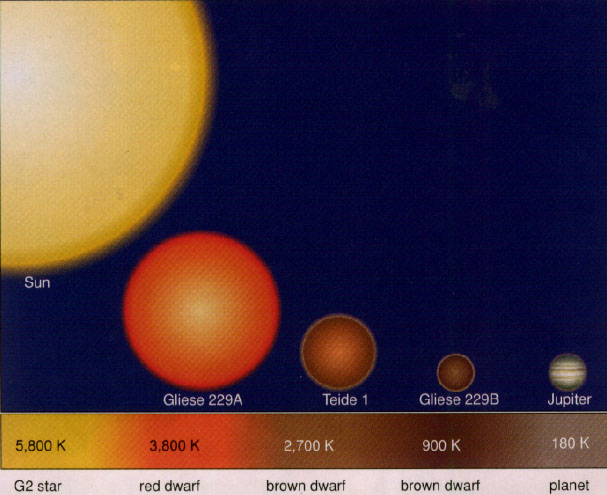 Sun
Gliese 229A
Teide 1
Gliese 229B
Jupiter
5,800 K
3,800 K
2,700 K
900 K
180 K
G2 star
red dwarf
brown dwarf
brown dwarf
planet